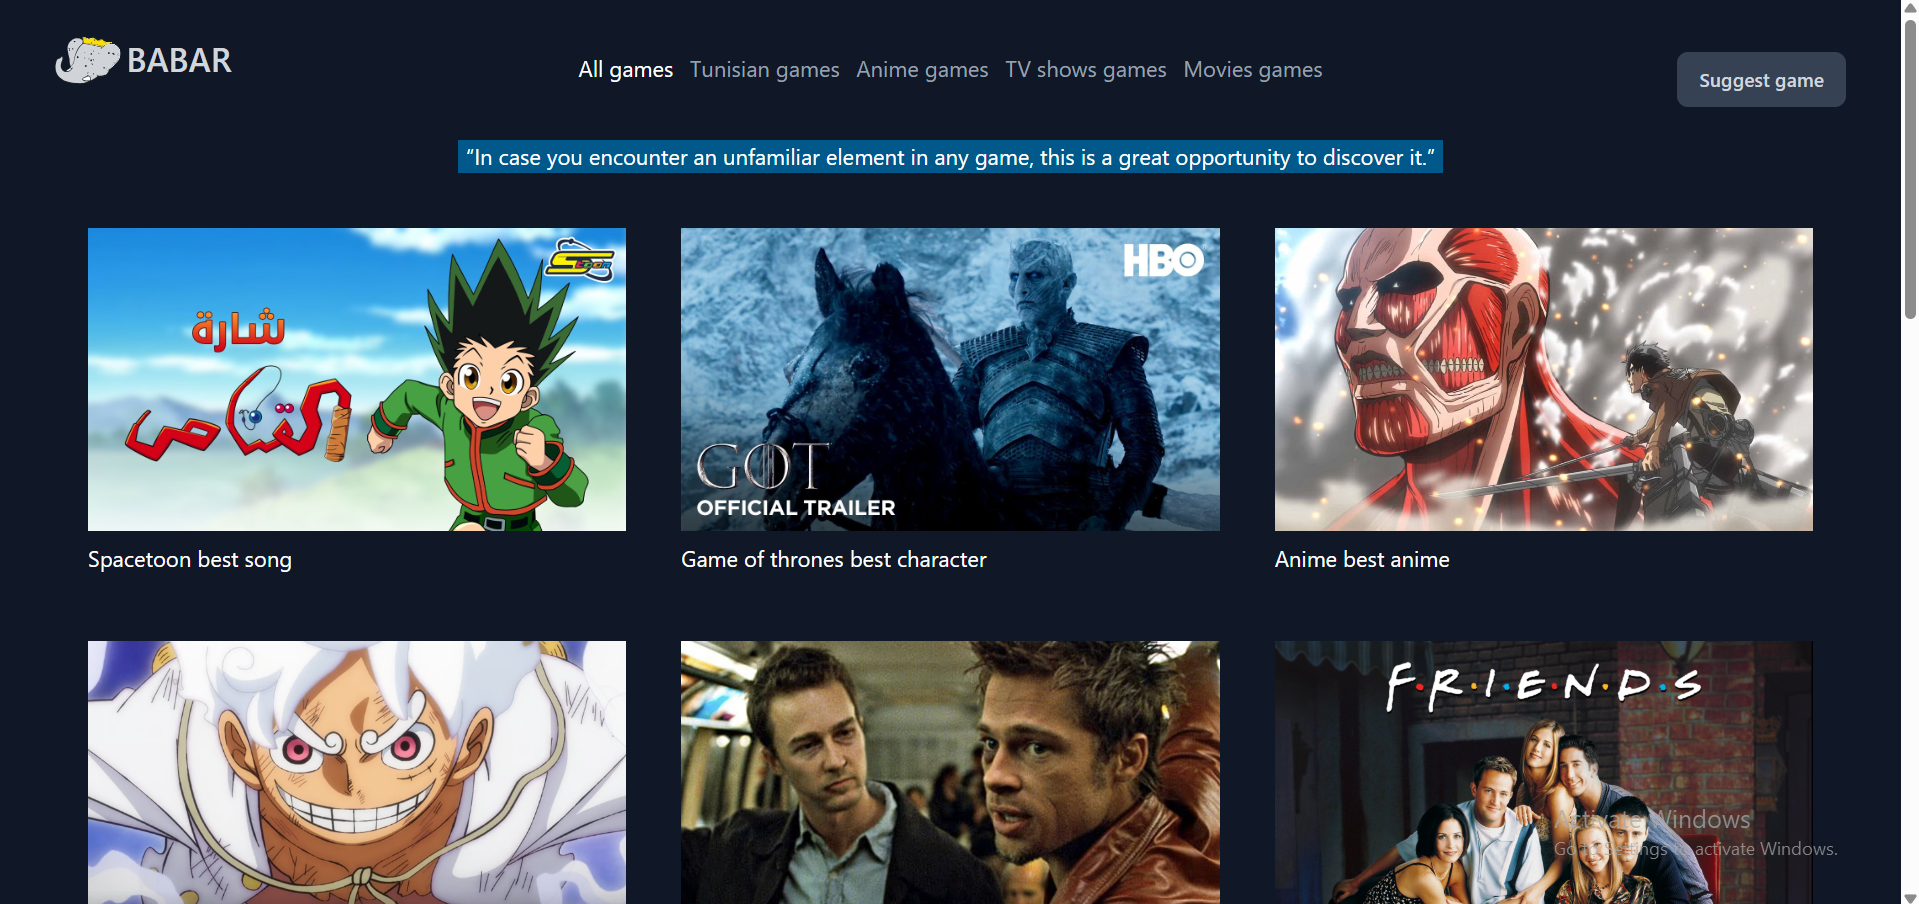 BABAR
All games Tunisian games Anime games TV shows games Movies games
Suggest game
“In case you encounter an unfamiliar element in any game, this is a great opportunity to discover it.”
شارة
القناص
HBO
GOT
OFFICIAL TRAILER
Spacetoon best song
Game of thrones best character
Anime best anime
F·R·I·E·N·D·S
Activate Windows
Go to Settings to activate Windows.